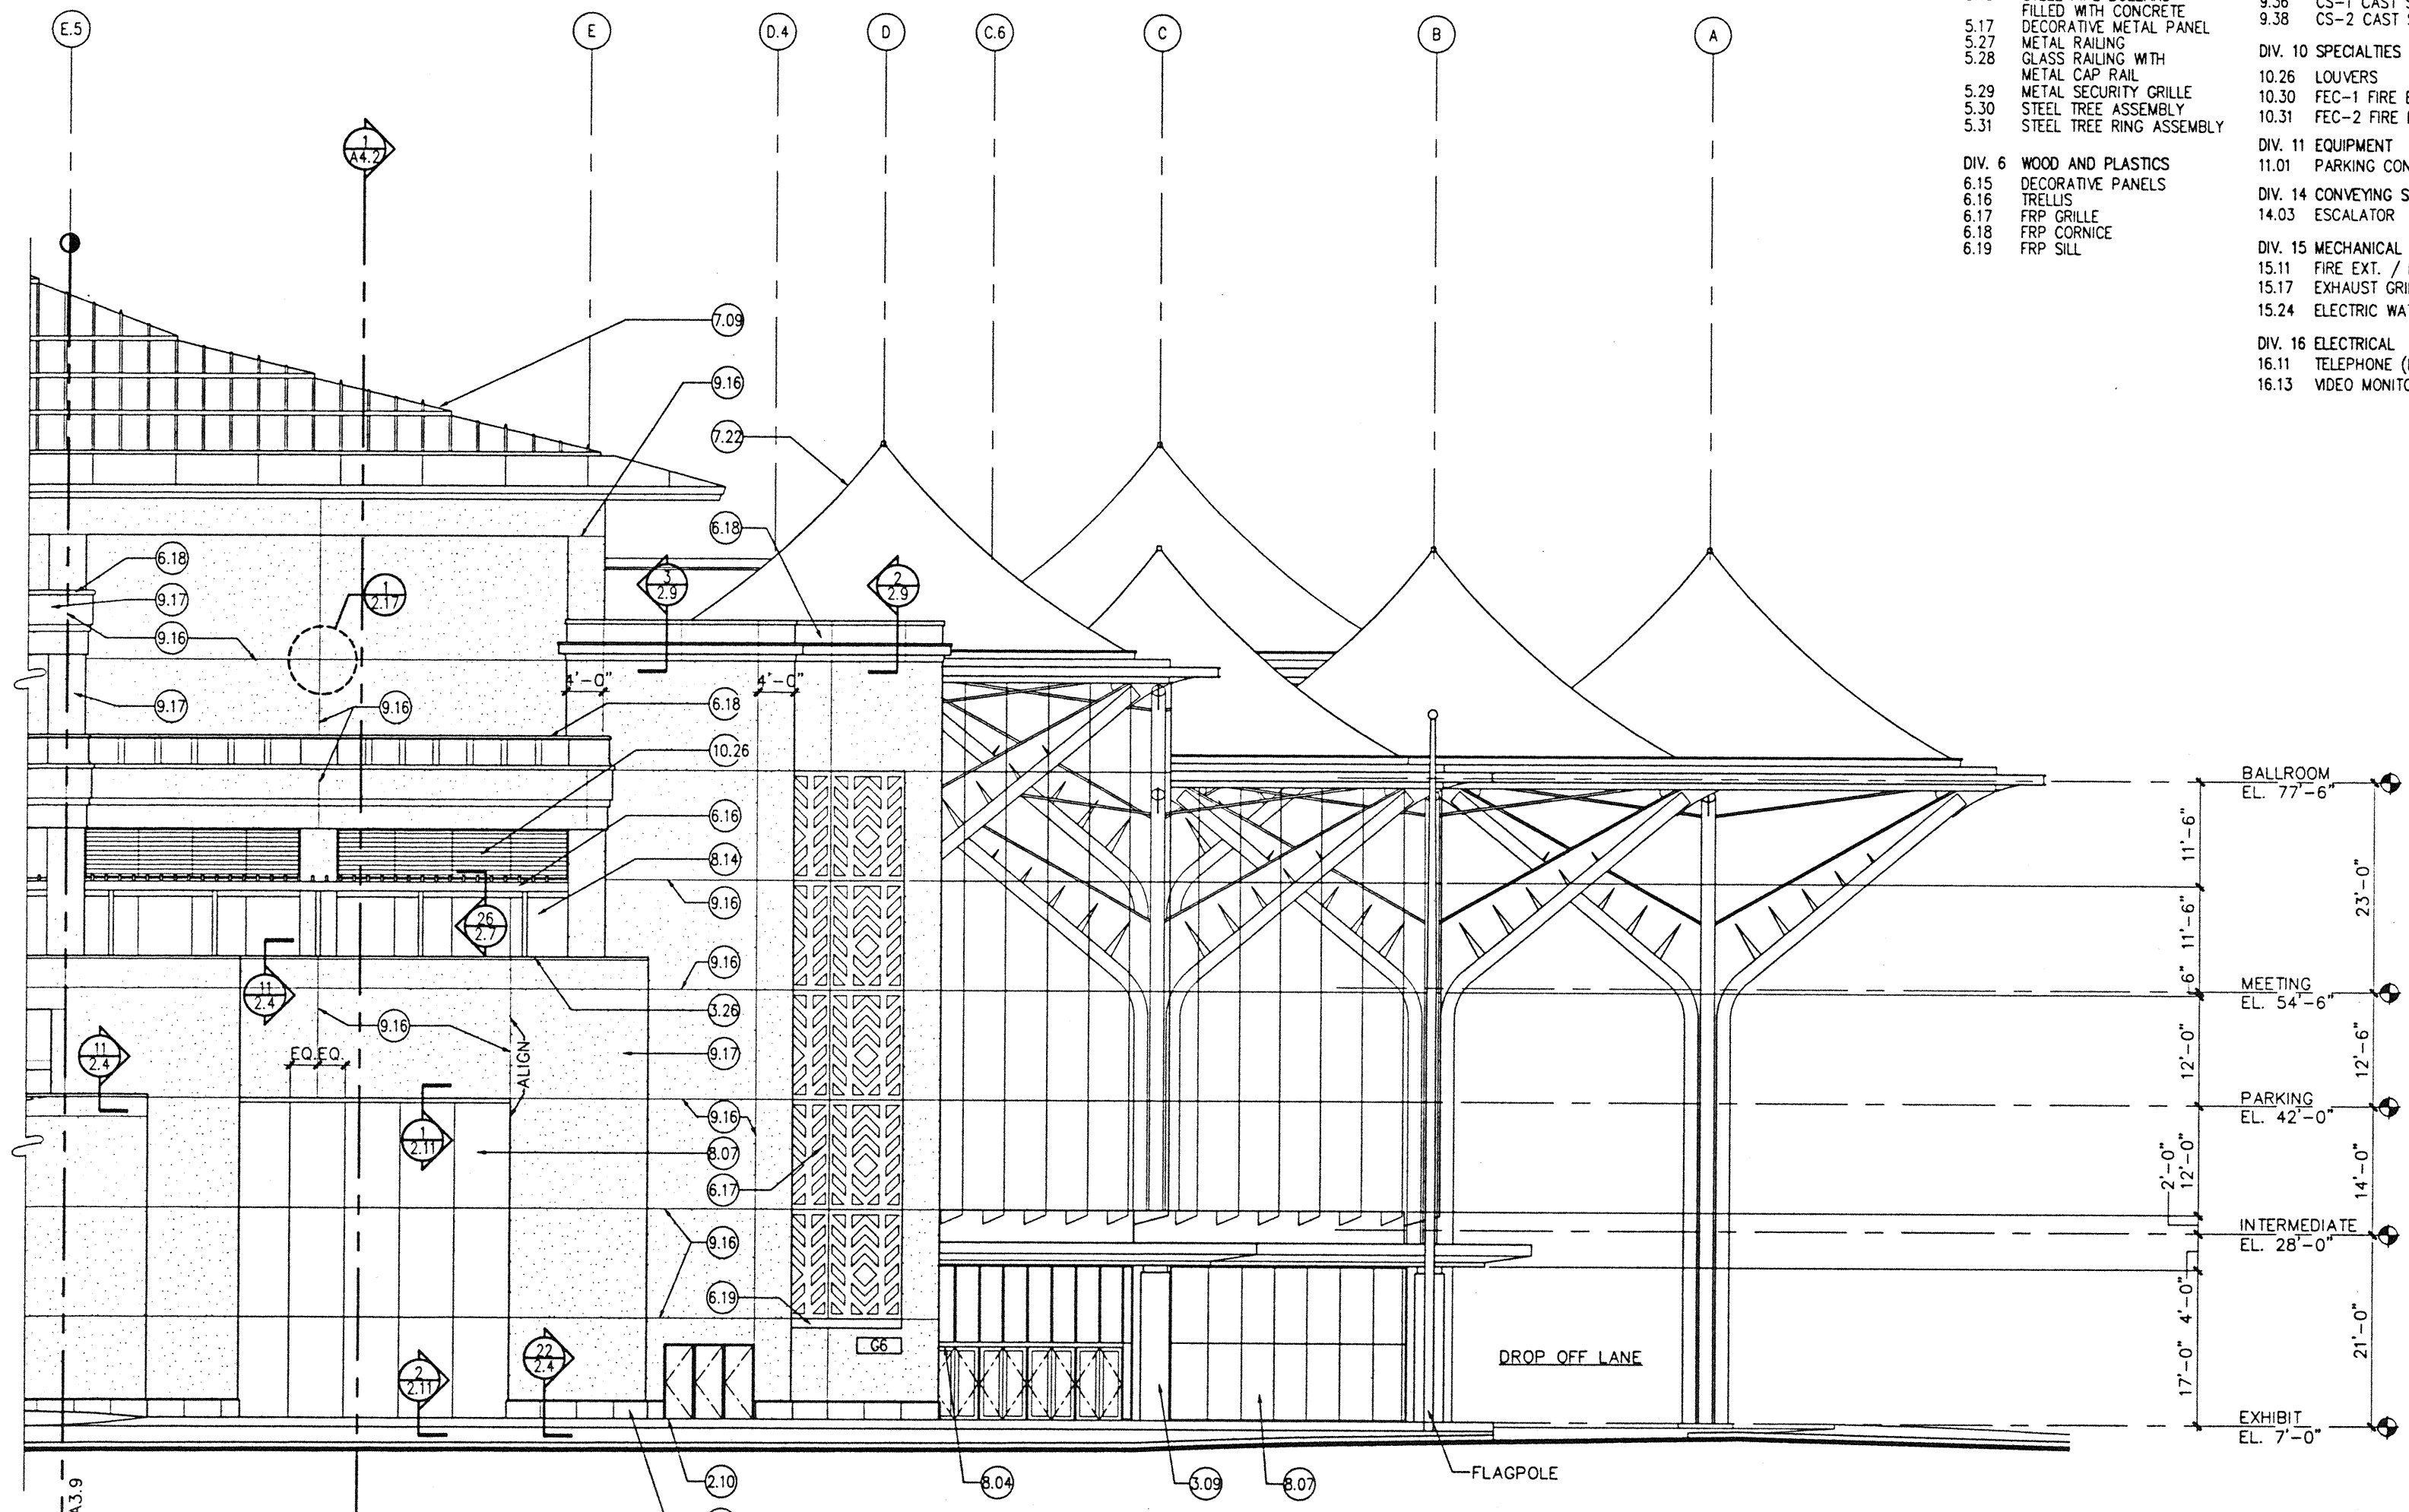 E.5
E
D.4
D
C.6
C
B
A
FILLED WITH CONCRETE
5.17 DECORATIVE METAL PANEL
5.27 METAL RAILING
5.28 GLASS RAILING WITH
METAL CAP RAIL
5.29 METAL SECURITY GRILLE
5.30 STEEL TREE ASSEMBLY
5.31 STEEL TREE RING ASSEMBLY
DIV. 6 WOOD AND PLASTICS
6.15 DECORATIVE PANELS
6.16 TRELLIS
6.17 FRP GRILLE
6.18 FRP CORNICE
6.19 FRP SILL
9.36 CS-1 CAST
9.38 CS-2 CAST
DIV. 10 SPECIALTIES
10.26 LOUVERS
10.30 FEC-1 FIRE
10.31 FEC-2 FIRE
DIV. 11 EQUIPMENT
11.01 PARKING CON
DIV. 14 CONVEYING S
14.03 ESCALATOR
DIV. 15 MECHANICAL
15.11 FIRE EXT. /
15.17 EXHAUST GRI
15.24 ELECTRIC WA
DIV. 16 ELECTRICAL
16.11 TELEPHONE (
16.13 VIDEO MONITO
1
A4.2
7.09
9.16
7.22
6.18
6.18
9.17
9.16
9.17
1
2.17
9.16
3
2.9
2
2.9
4'-0"
4'-0"
6.18
10.26
6.16
8.14
9.16
26
2.7
9.16
11
2.4
3.26
9.16
9.17
11
2.4
EQ. EQ.
ALIGN
9.16
1
2.11
8.07
6.17
9.16
6.19
G6
22
2.4
2
2.11
2.10
8.04
3.09
8.07
FLAGPOLE
DROP OFF LANE
A3.9
BALLROOM
EL. 77'-6"
11'-6"
23'-0"
11'-6"
MEETING
EL. 54'-6"
6"
12'-0"
12'-6"
PARKING
EL. 42'-0"
2'-0"
12'-0"
14'-0"
INTERMEDIATE
EL. 28'-0"
4'-0"
17'-0"
21'-0"
EXHIBIT
EL. 7'-0"